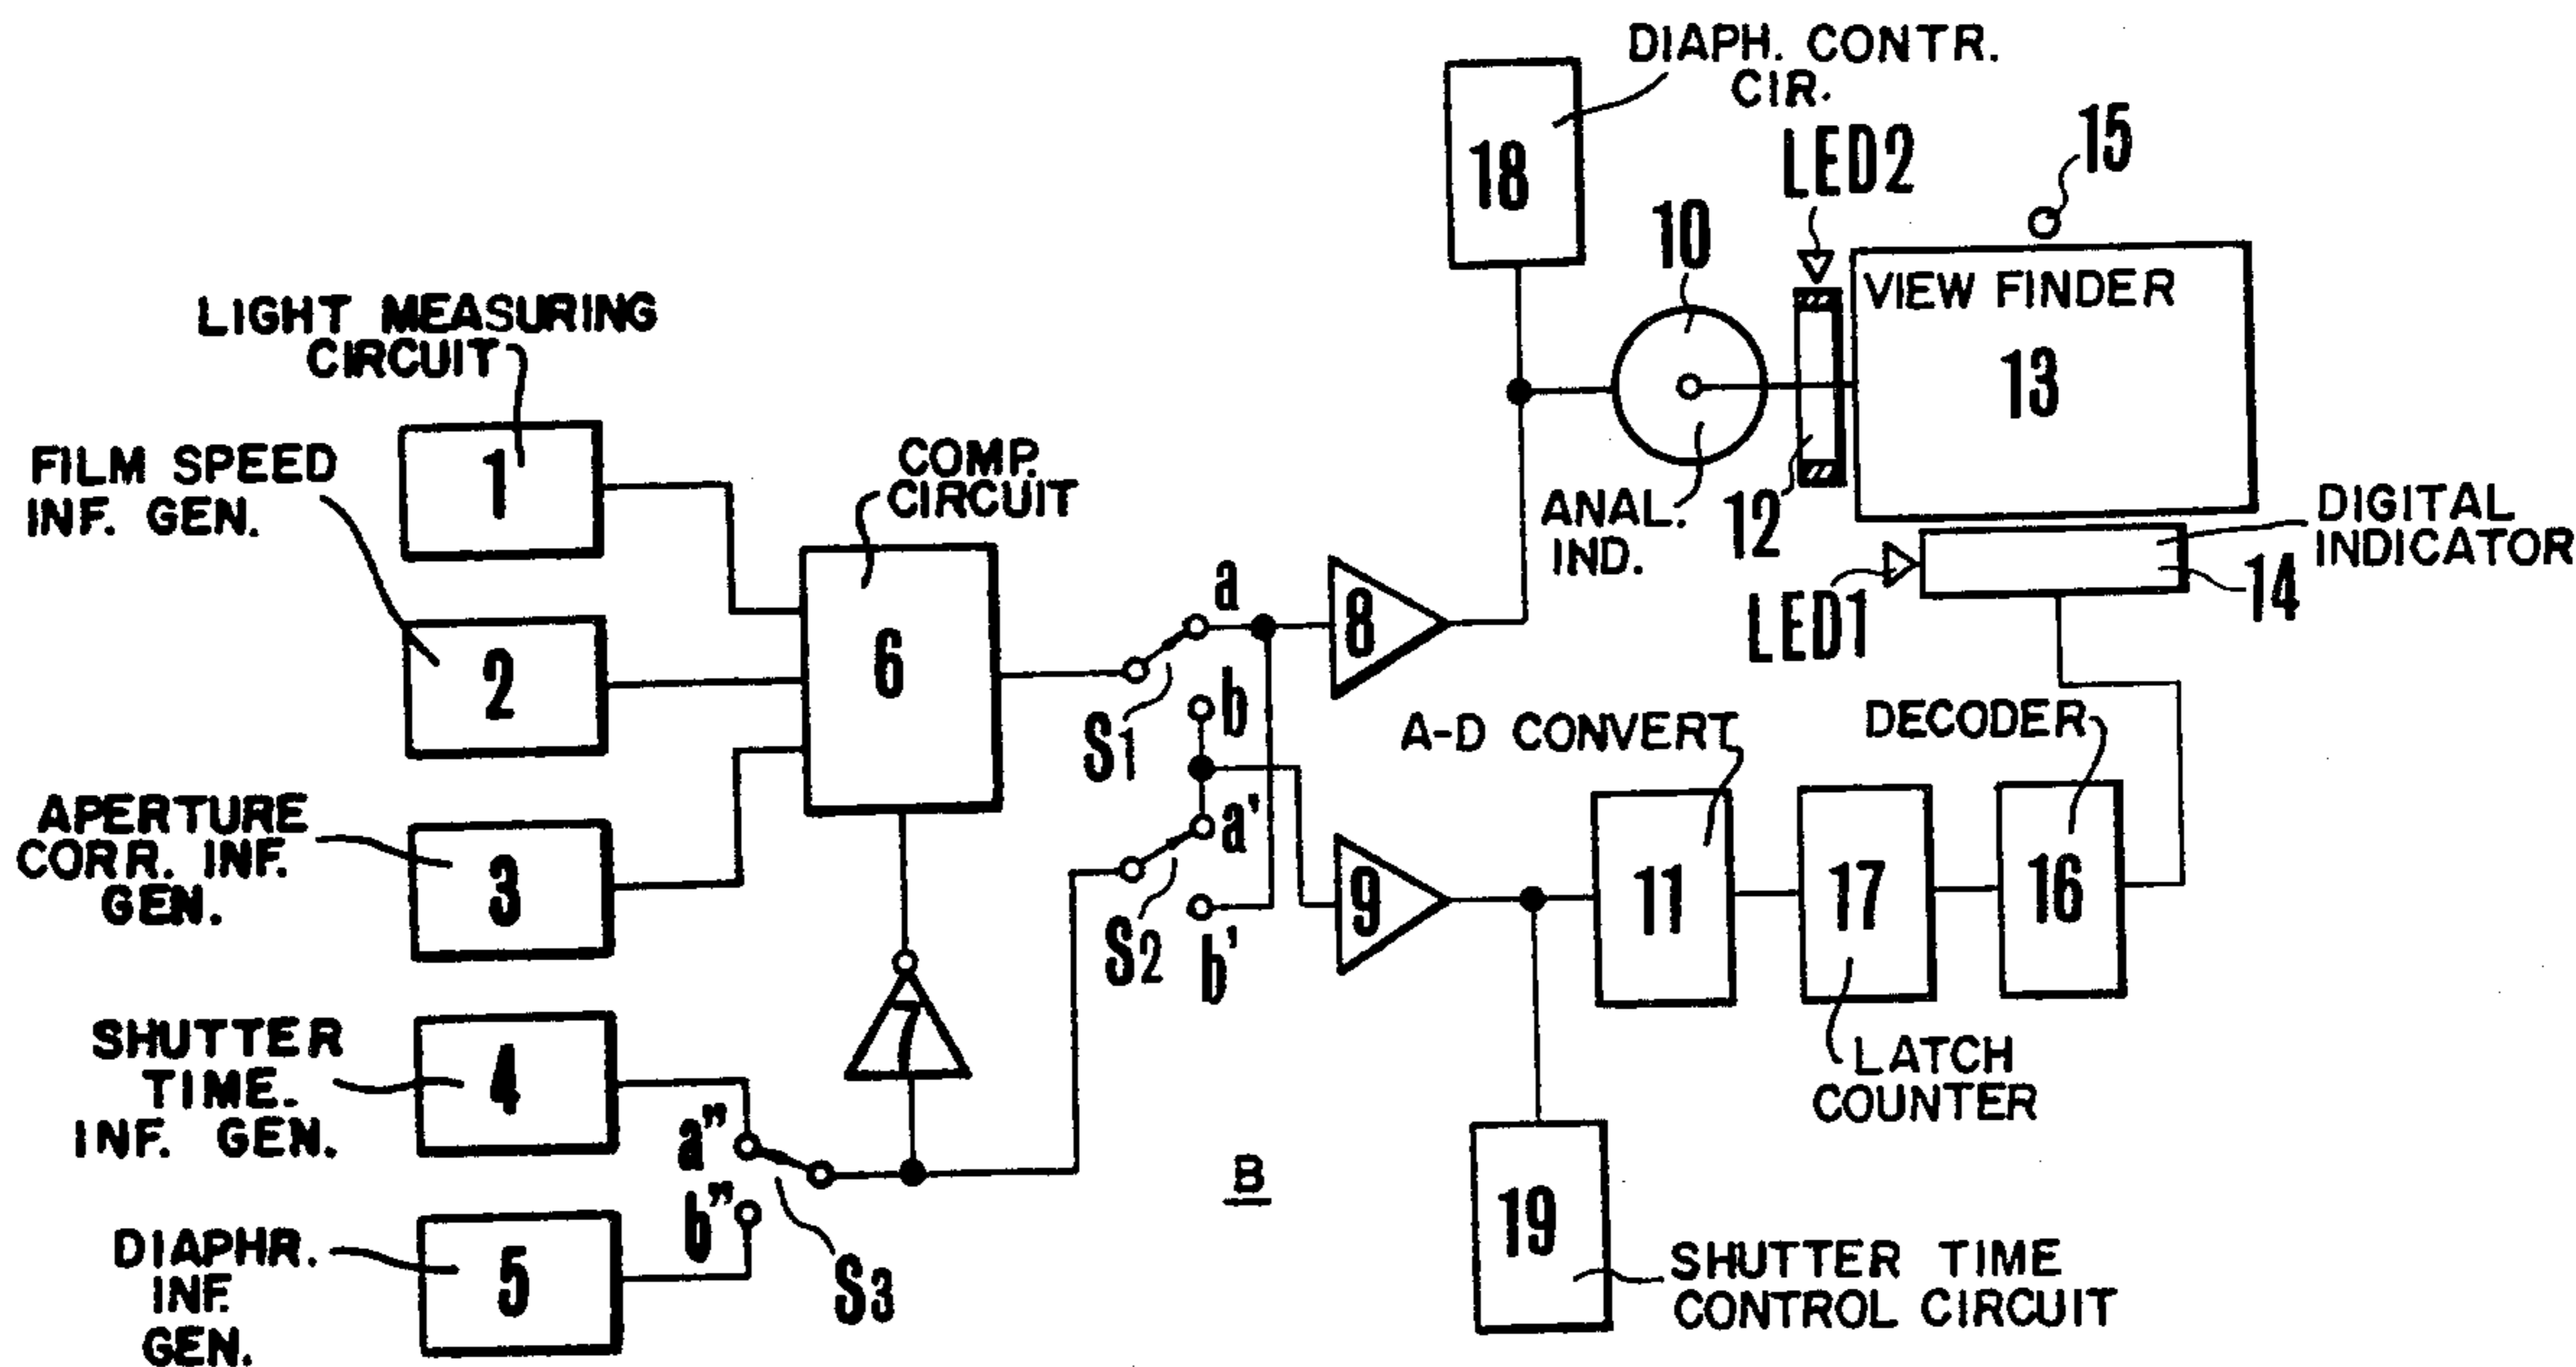 DIAPH. CONTR.
CIR.
18
LED2
15
10
LIGHT MEASURING
CIRCUIT
VIEW FINDER
13
1
FILM SPEED
INF. GEN.
COMP.
CIRCUIT
ANAL.
IND.
12
DIGITAL
INDICATOR
14
LED1
2
6
a
8
S1
b
A-D CONVERT
DECODER
APERTURE
CORR. INF.
GEN.
3
a'
S2
b'
9
11
17
16
7
SHUTTER
TIME.
INF. GEN.
4
a"
LATCH
COUNTER
b"
B
19
DIAPHR.
INF.
GEN.
5
S3
SHUTTER TIME
CONTROL CIRCUIT